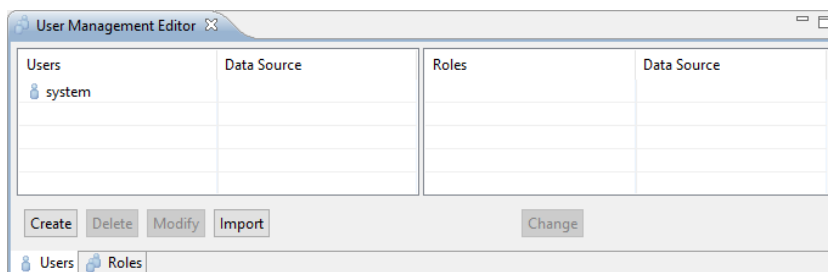 User Management Editor
Users Data Source Roles Data Source
system
Create Delete Modify Import Change
Users Roles